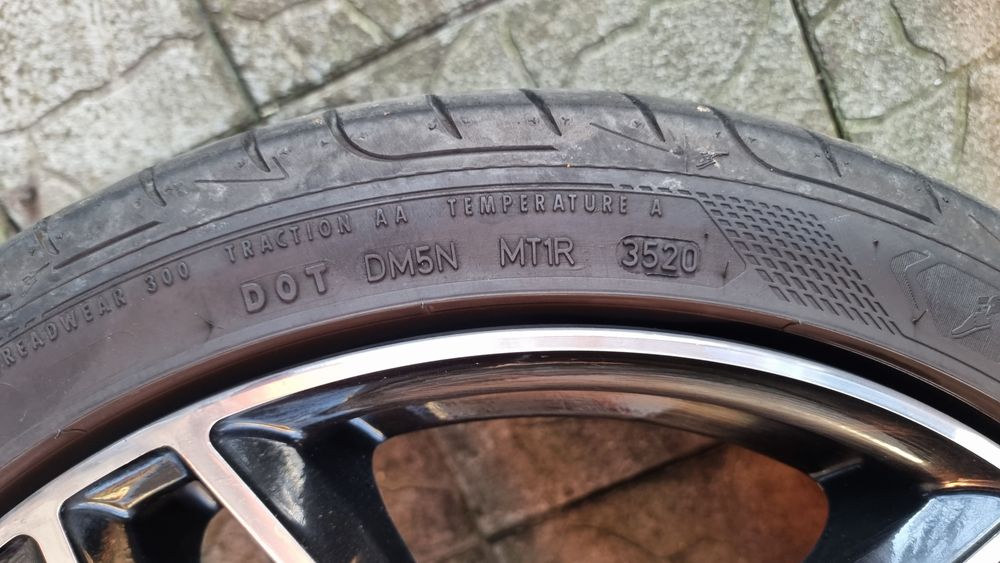 READWEAR 300 TRACTION AA TEMPERATURE A
DOT DM5N MT1R 3520